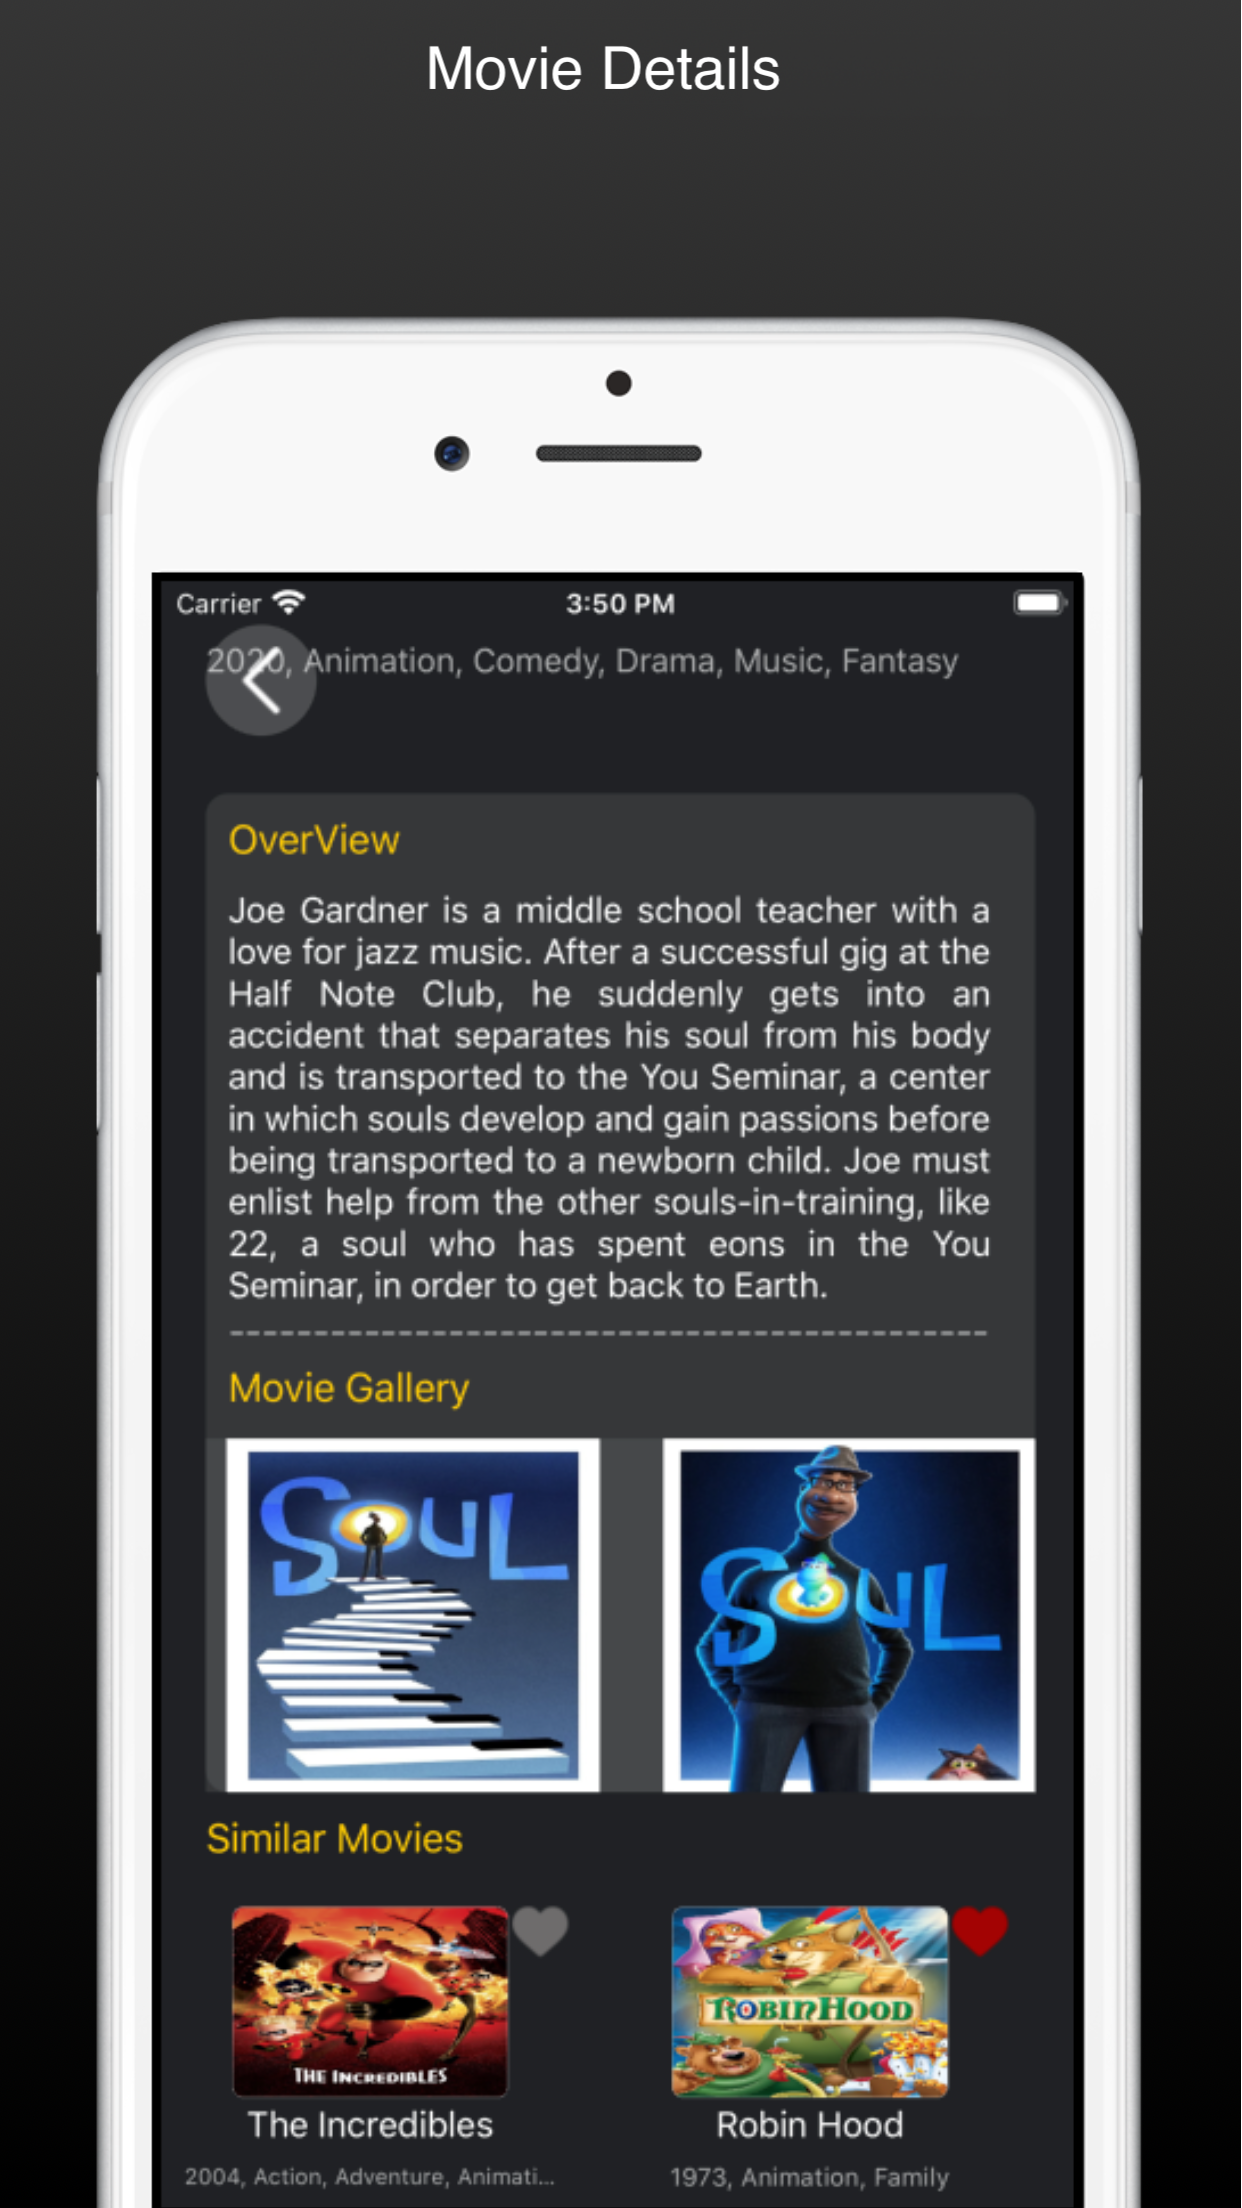 Movie Details
Carrier 3:50 PM
2020, Animation, Comedy, Drama, Music, Fantasy
OverView
Joe Gardner is a middle school teacher with a
love for jazz music. After a successful gig at the
Half Note Club, he suddenly gets into an
accident that separates his soul from his body
and is transported to the You Seminar, a center
in which souls develop and gain passions before
being transported to a newborn child. Joe must
enlist help from the other souls-in-training, like
22, a soul who has spent eons in the You
Seminar, in order to get back to Earth.
Movie Gallery
SOUL
SOUL
Similar Movies
THE INCREDIBLES
ROBIN HOOD
The Incredibles
Robin Hood
2004, Action, Adventure, Animati...
1973, Animation, Family